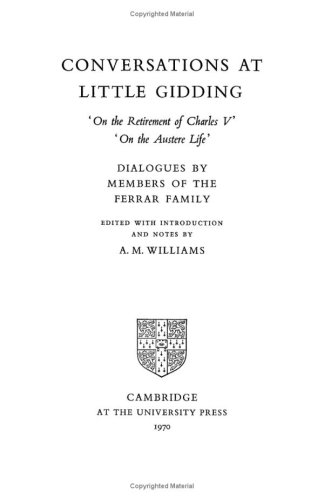 CONVERSATIONS AT
LITTLE GIDDING
'On the Retirement of Charles V'
'On the Austere Life'
DIALOGUES BY
MEMBERS OF THE
FERRAR FAMILY
EDITED WITH INTRODUCTION
AND NOTES BY
A. M. WILLIAMS
CAMBRIDGE
AT THE UNIVERSITY PRESS
1970
Copyrighted Material